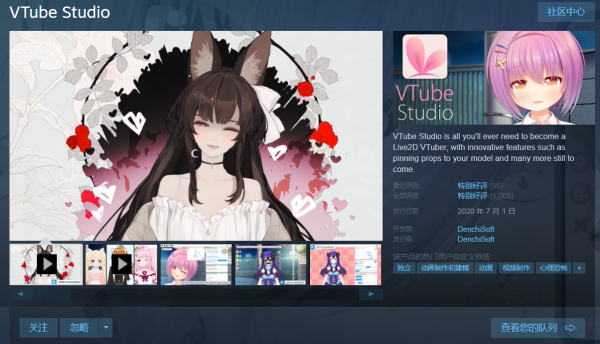 VTube Studio
社区中心
VTube
Studio
VTube Studio is all you'll ever need to become a
Live2D VTuber, with innovative features such as
pinning props to your model and many more still to
come.
最近评测:
特别好评 (95)
全部评测:
特别好评 (1,005)
发行日期:
2020 年 7 月 1 日
开发商:
DenchiSoft
发行商:
DenchiSoft
该产品的热门用户自定义标签:
独立 动画制作和建模 动漫 视频制作 心理恐怖 +
关注 忽略
查看您的队列